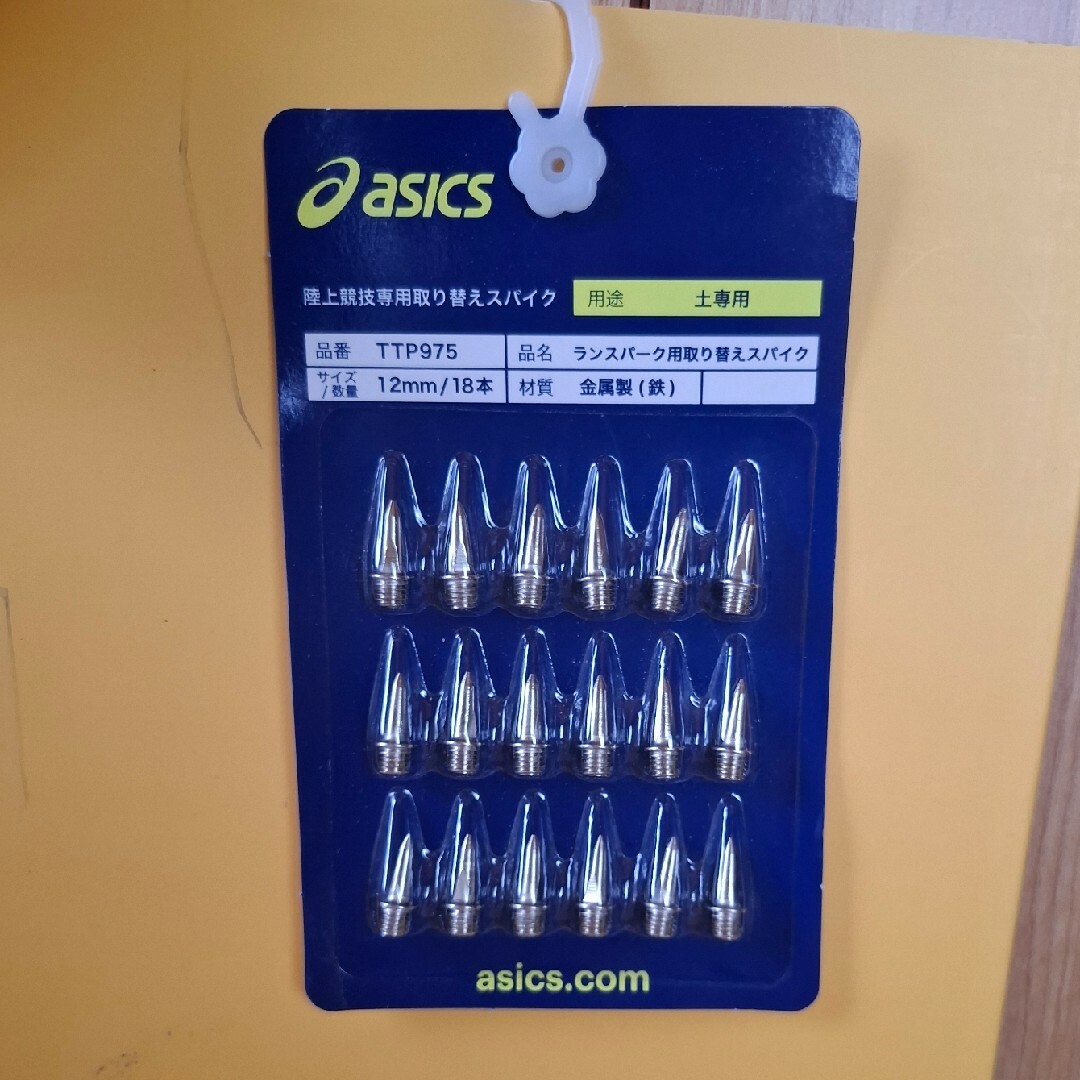 asics
陸上競技専用取り替えスパイク 用途 土専用
品番 TTP975 品名 ランスパーク用取り替えスパイク
サイズ/数量 12mm/18本 材質 金属製(鉄)
asics.com